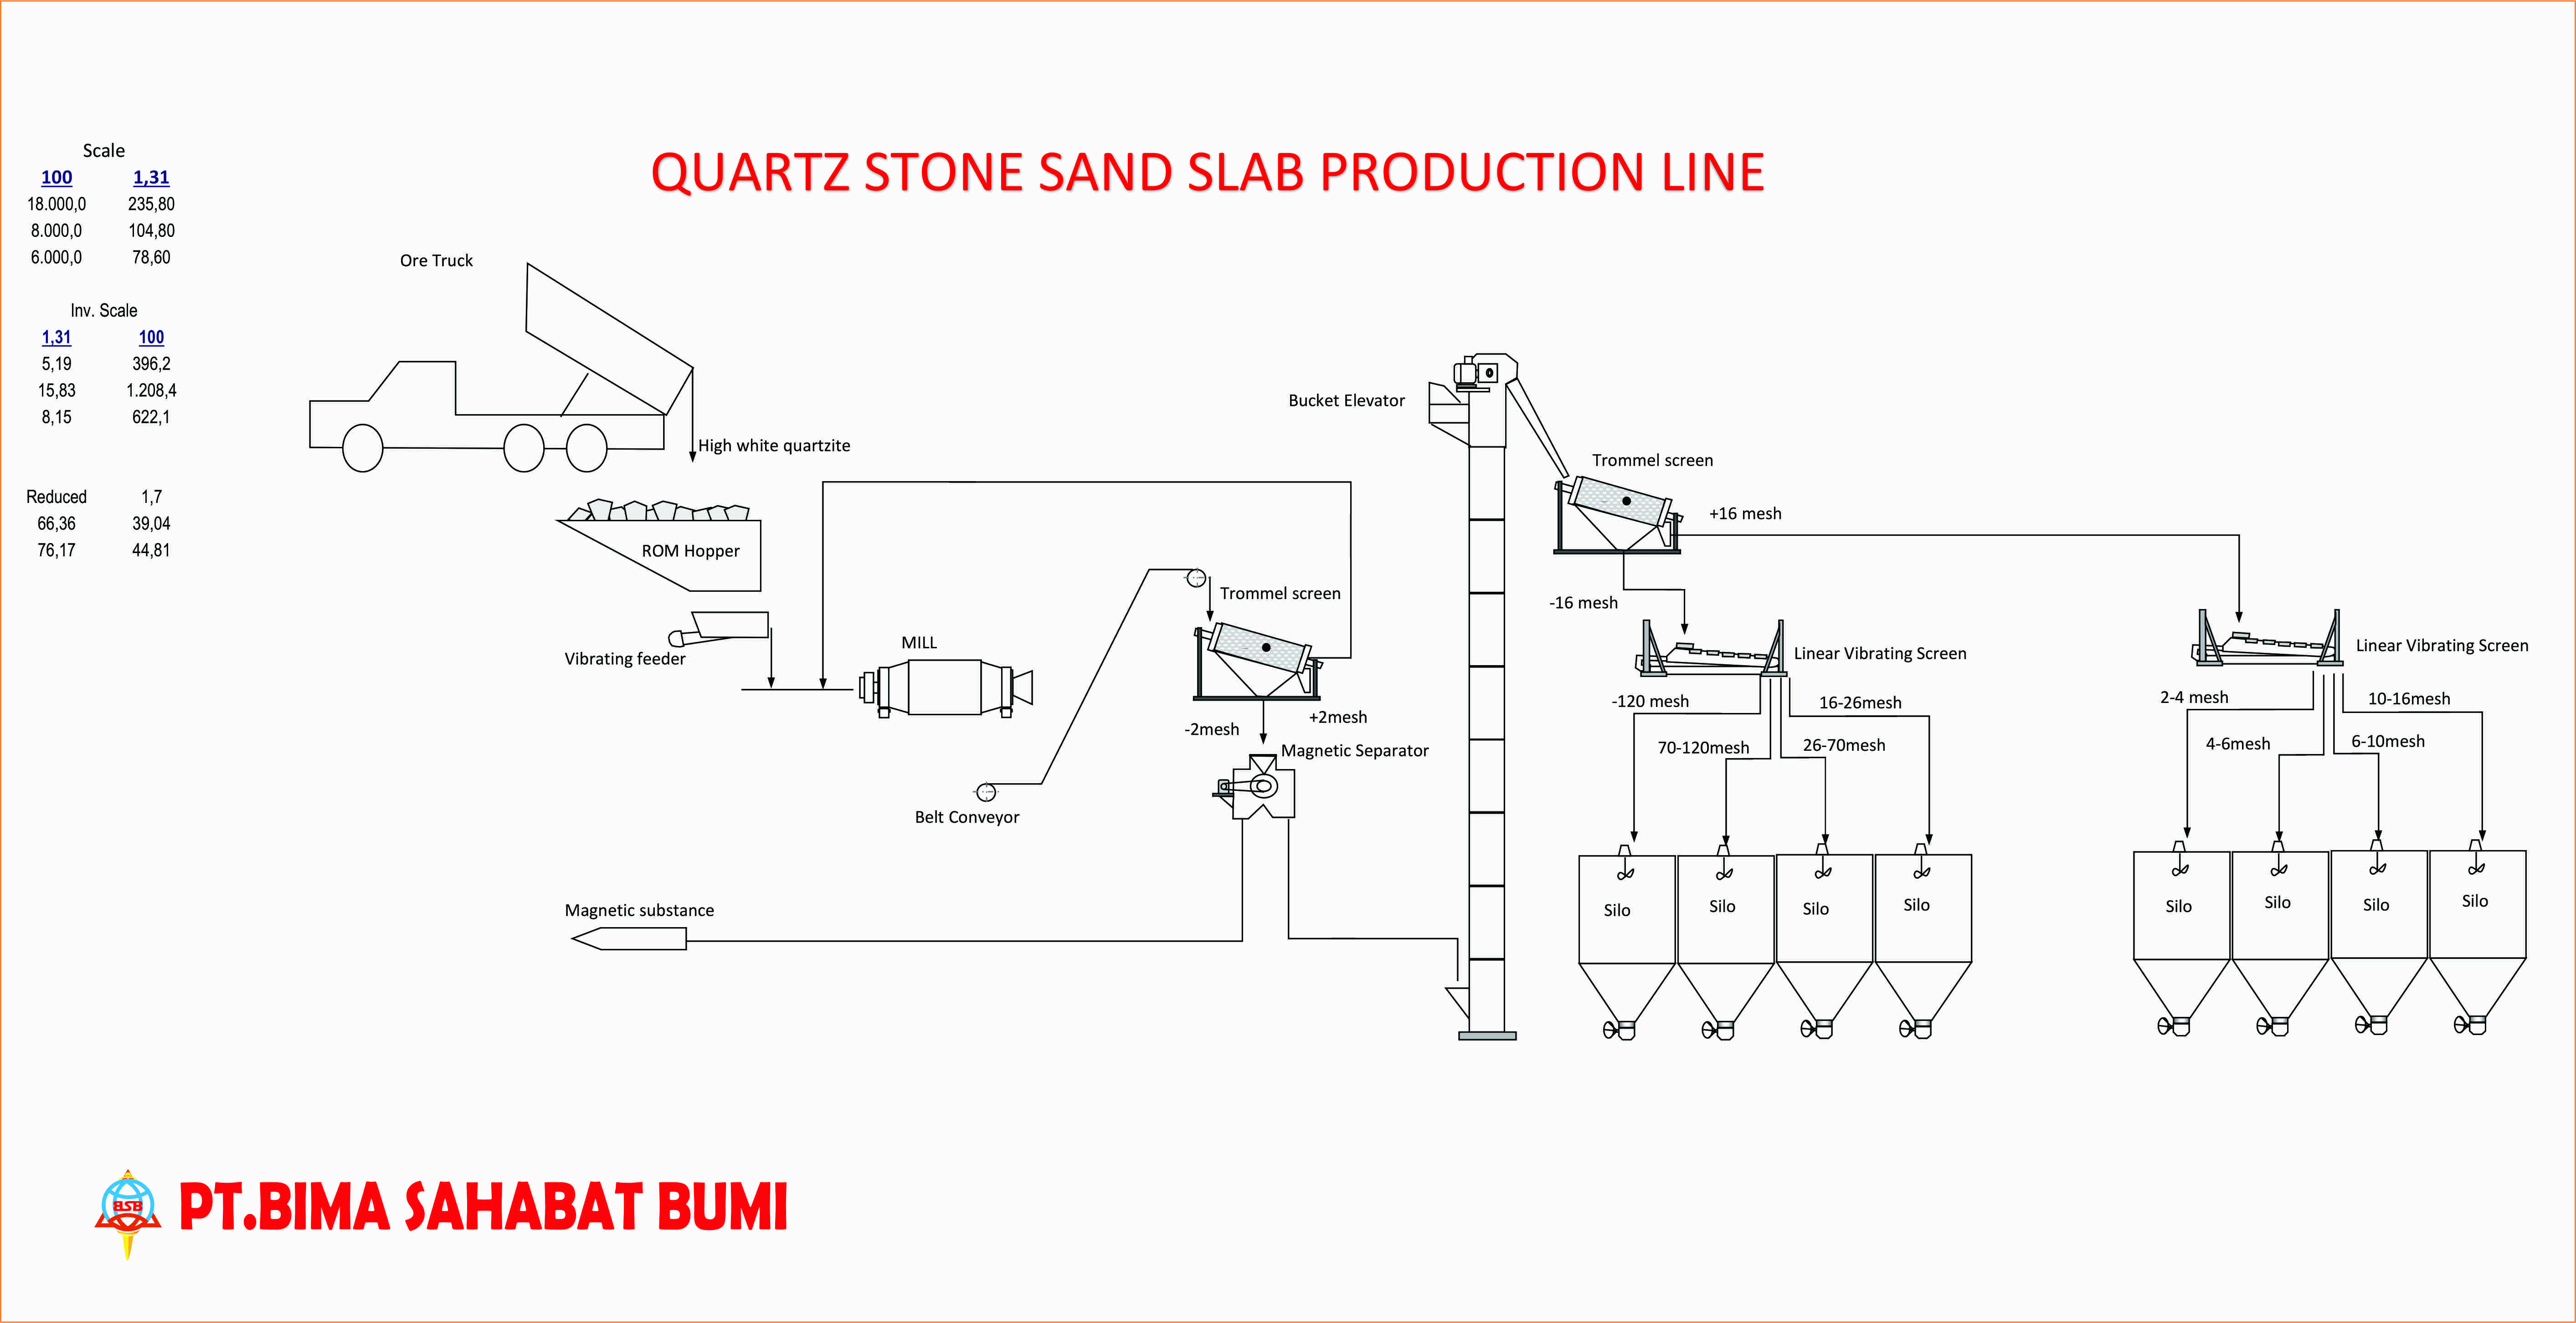 QUARTZ STONE SAND SLAB PRODUCTION LINE
Scale
100 1,31
18.000,0 235,80
8.000,0 104,80
6.000,0 78,60
Inv. Scale
1,31 100
5,19 396,2
15,83 1.208,4
8,15 622,1
Reduced 1,7
66,36 39,04
76,17 44,81
Ore Truck
High white quartzite
ROM Hopper
Vibrating feeder
MILL
Belt Conveyor
Trommel screen
-2mesh
+2mesh
Magnetic Separator
Magnetic substance
Bucket Elevator
Trommel screen
+16 mesh
-16 mesh
Linear Vibrating Screen
-120 mesh
16-26mesh
70-120mesh
26-70mesh
Silo
Silo
Silo
Silo
Linear Vibrating Screen
2-4 mesh
10-16mesh
4-6mesh
6-10mesh
Silo
Silo
Silo
Silo
BSB
PT.BIMA SAHABAT BUMI